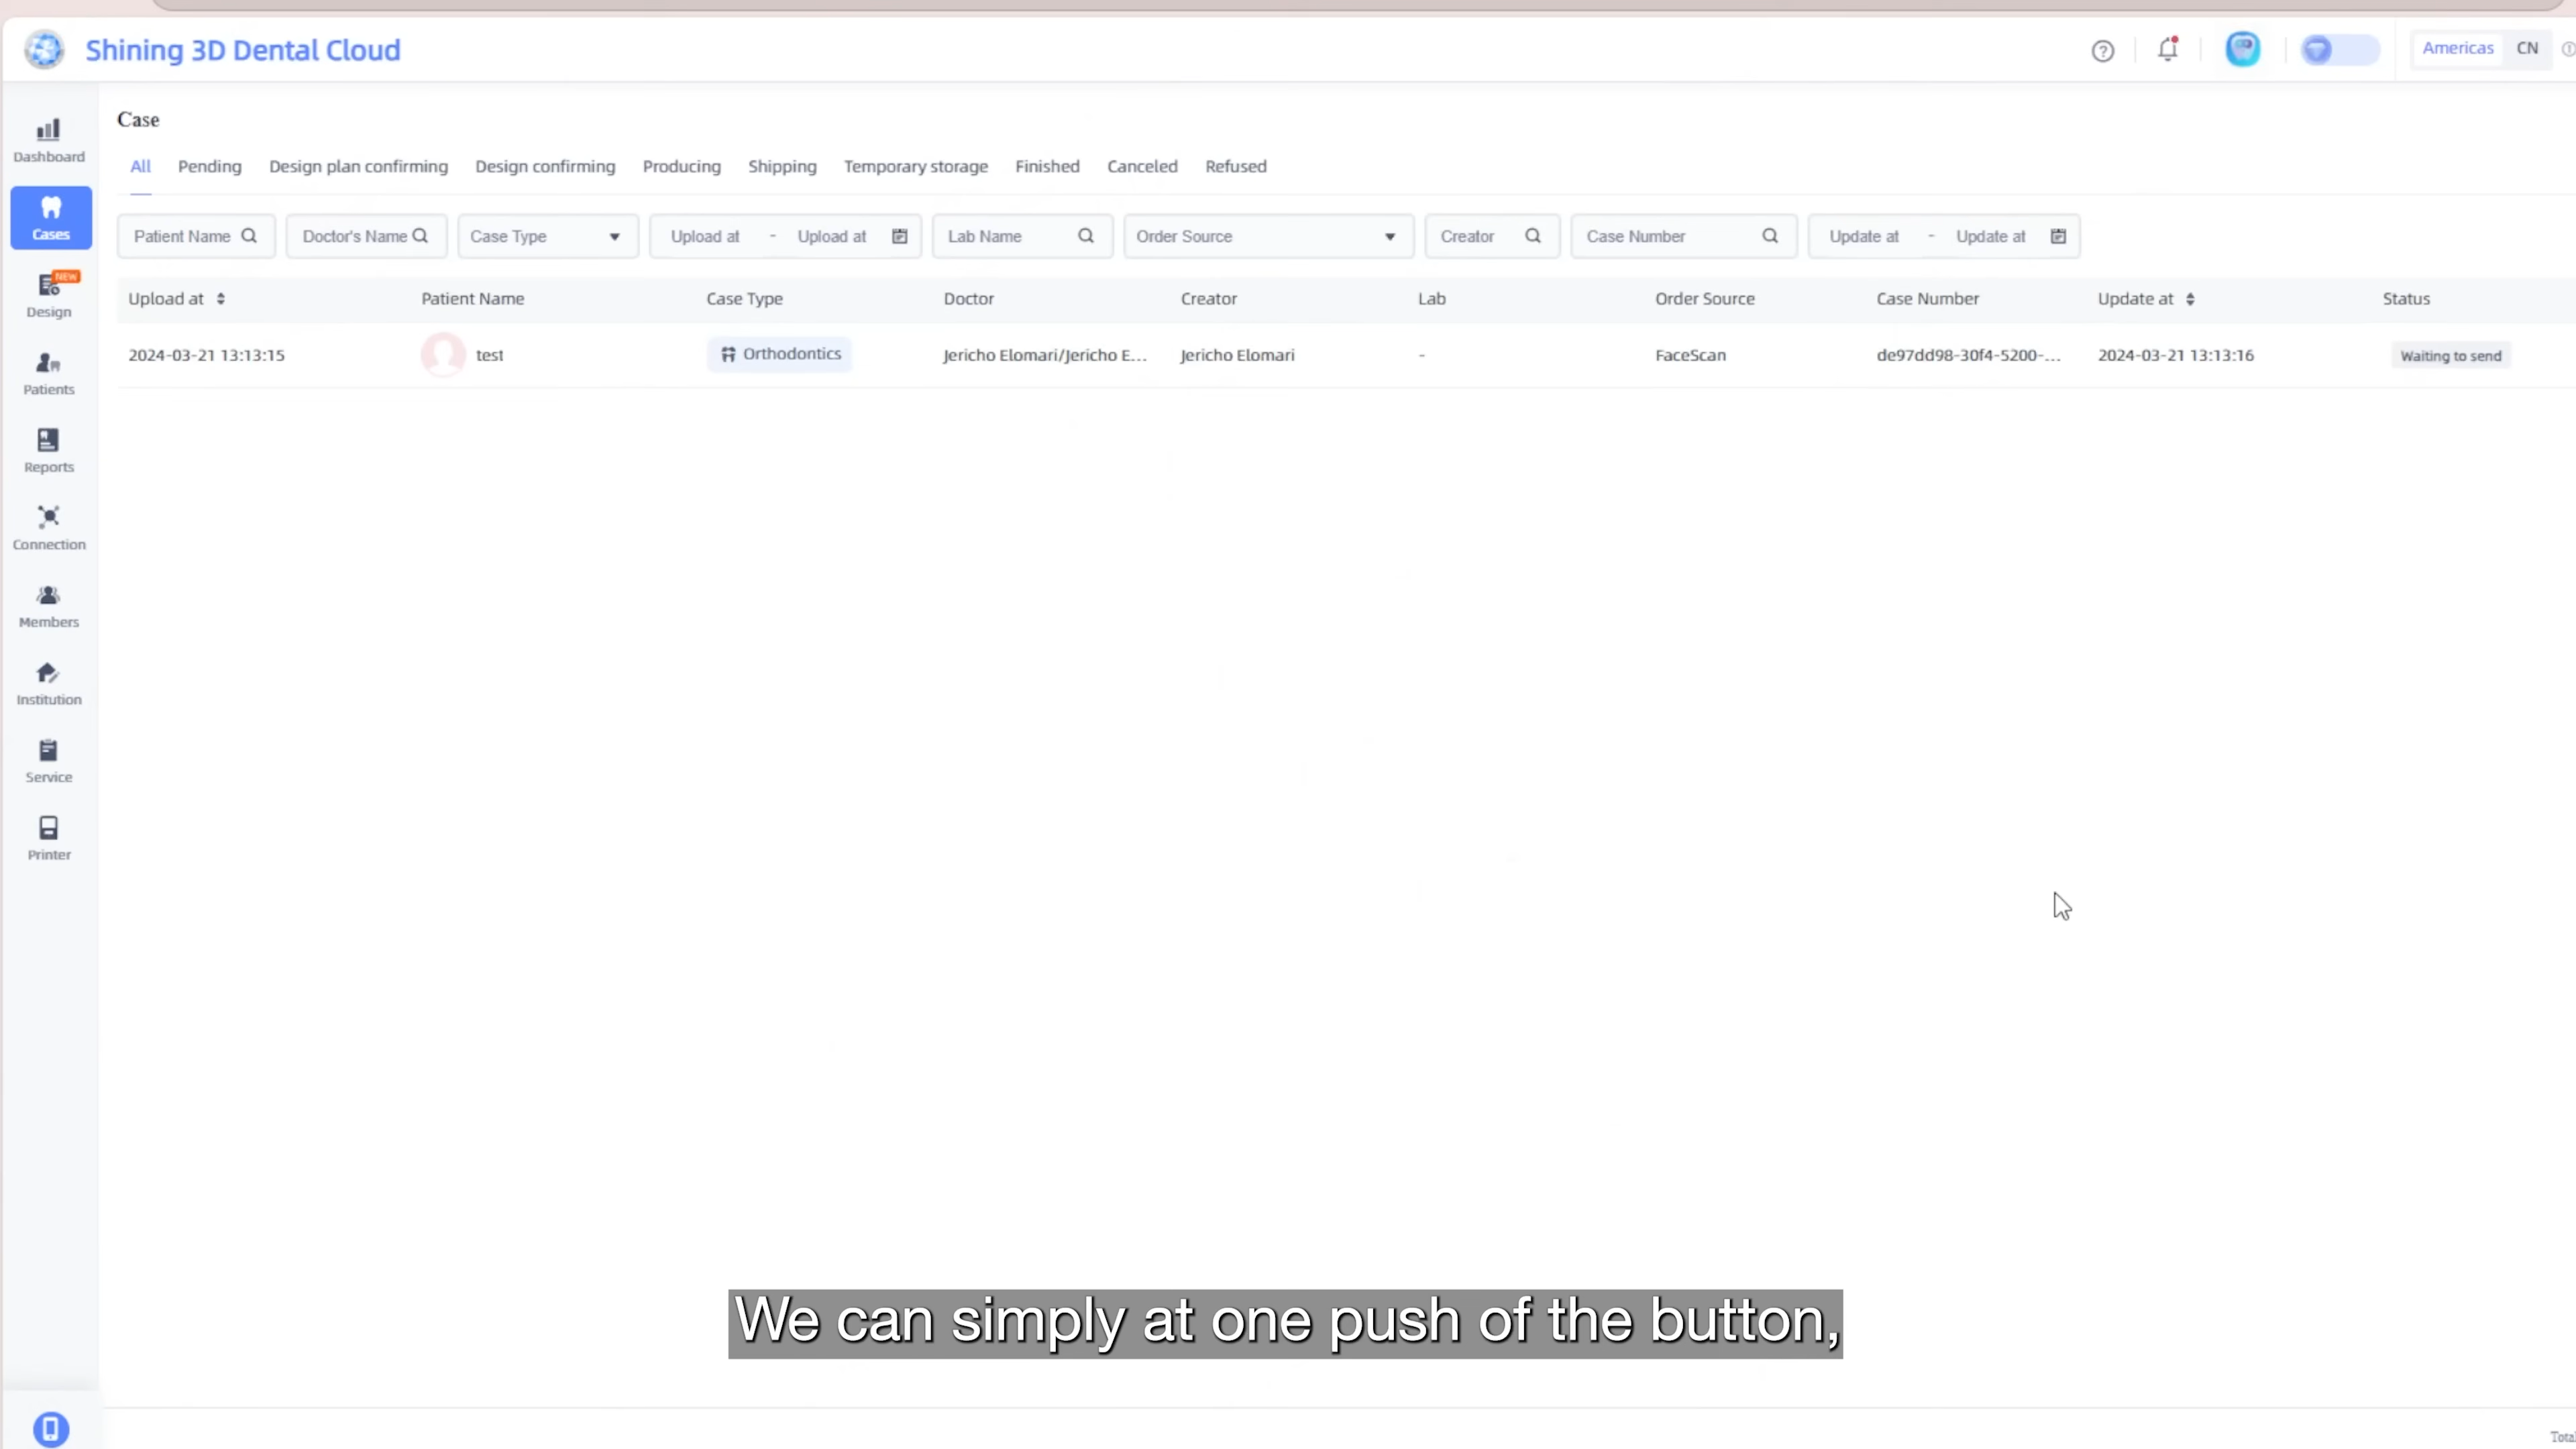 Shining 3D Dental Cloud
Americas CN
Case
All Pending Design plan confirming Design confirming Producing Shipping Temporary storage Finished Canceled Refused
Patient Name Doctor's Name Case Type Upload at - Upload at Lab Name Order Source Creator Case Number Update at - Update at
Upload at Patient Name Case Type Doctor Creator Lab Order Source Case Number Update at Status
2024-03-21 13:13:15 test Orthodontics Jericho Elomari/Jericho E... Jericho Elomari - FaceScan de97dd98-30f4-5200-... 2024-03-21 13:13:16 Waiting to send
Dashboard
Cases
NEW
Design
Patients
Reports
Connection
Members
Institution
Service
Printer
We can simply at one push of the button,